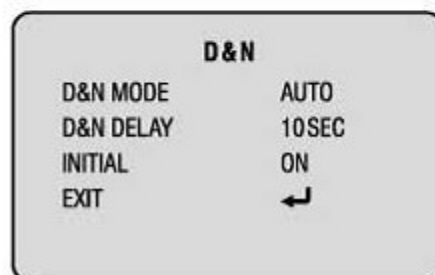 D&N
D&N MODE AUTO
D&N DELAY 10SEC
INITIAL ON
EXIT ↵